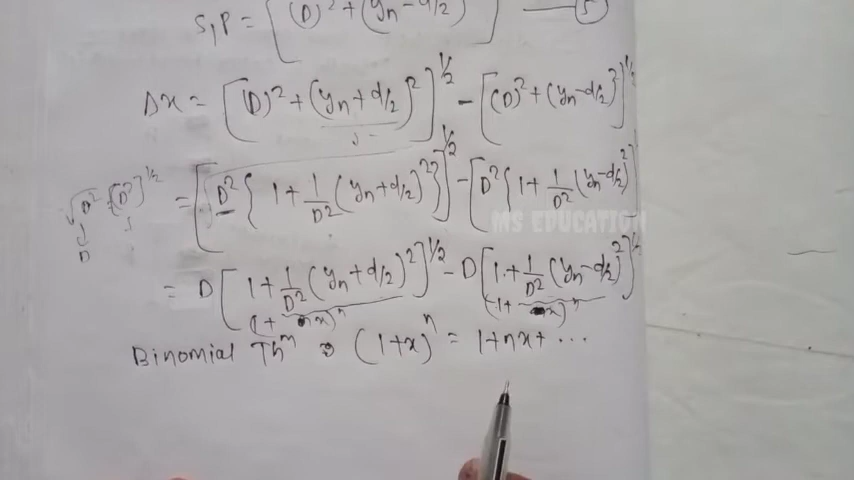 S₁P = [(D)² + (yn - d/2)²] — ⑤
Δx = [(D)² + (yn + d/2)²]^1/2 - [(D)² + (yn - d/2)²]^1/2
√D² [D²]^1/2 = [D² { 1 + 1/D² (yn + d/2)² }]^1/2 - [D² { 1 + 1/D² (yn - d/2)² }]
D
MS EDUCATION
= D [1 + 1/D² (yn + d/2)²]^1/2 - D [1 + 1/D² (yn - d/2)²]^1/2
(1 + x)^n (1 + x)^n
Binomial Th^m (1+x)^n = 1+nx+ ...